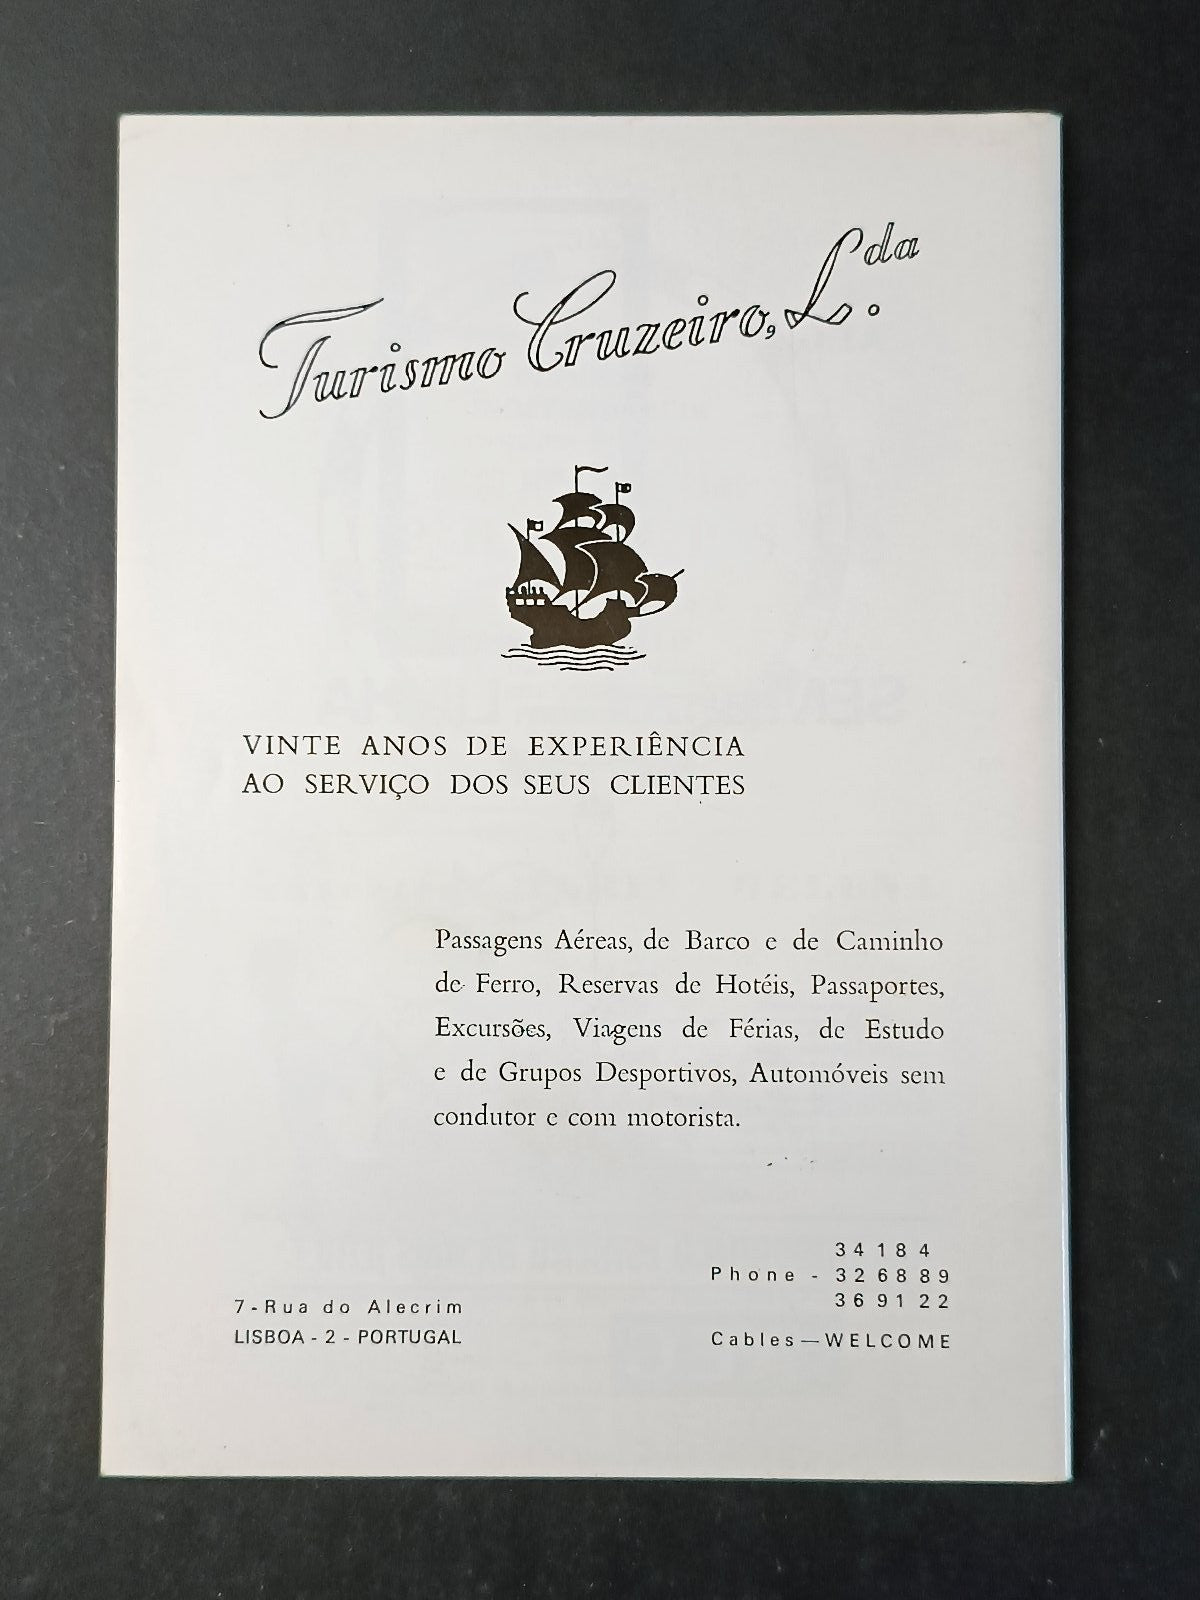 Turismo Cruzeiro, L.da
VINTE ANOS DE EXPERIÊNCIA
AO SERVIÇO DOS SEUS CLIENTES
Passagens Aéreas, de Barco e de Caminho
de Ferro, Reservas de Hotéis, Passaportes,
Excursões, Viagens de Férias, de Estudo
e de Grupos Desportivos, Automóveis sem
condutor e com motorista.
7-Rua do Alecrim
LISBOA - 2 - PORTUGAL
34184
Phone - 326889
369122
Cables—WELCOME